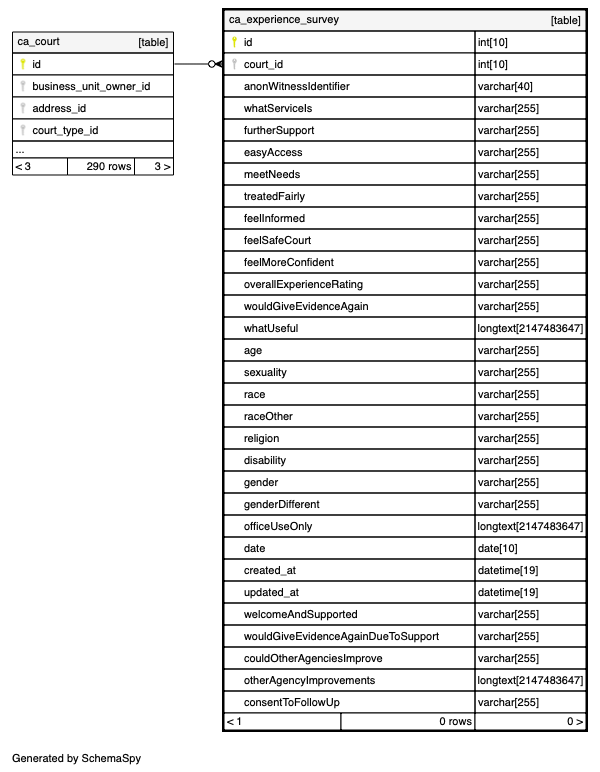 ca_court [table]
id
business_unit_owner_id
address_id
court_type_id
...
< 3 290 rows 3 >
ca_experience_survey [table]
id int[10]
court_id int[10]
anonWitnessIdentifier varchar[40]
whatServiceIs varchar[255]
furtherSupport varchar[255]
easyAccess varchar[255]
meetNeeds varchar[255]
treatedFairly varchar[255]
feelInformed varchar[255]
feelSafeCourt varchar[255]
feelMoreConfident varchar[255]
overallExperienceRating varchar[255]
wouldGiveEvidenceAgain varchar[255]
whatUseful longtext[2147483647]
age varchar[255]
sexuality varchar[255]
race varchar[255]
raceOther varchar[255]
religion varchar[255]
disability varchar[255]
gender varchar[255]
genderDifferent varchar[255]
officeUseOnly longtext[2147483647]
date date[10]
created_at datetime[19]
updated_at datetime[19]
welcomeAndSupported varchar[255]
wouldGiveEvidenceAgainDueToSupport varchar[255]
couldOtherAgenciesImprove varchar[255]
otherAgencyImprovements longtext[2147483647]
consentToFollowUp varchar[255]
< 1 0 rows 0 >
Generated by SchemaSpy